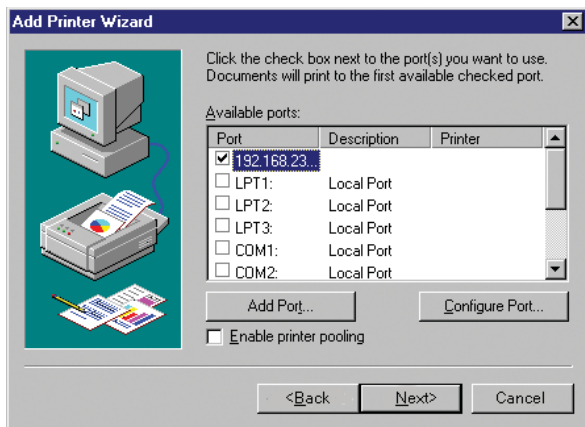 Add Printer Wizard
Click the check box next to the port(s) you want to use.
Documents will print to the first available checked port.
Available ports:
Port Description Printer
192.168.23...
LPT1: Local Port
LPT2: Local Port
LPT3: Local Port
COM1: Local Port
COM2: Local Port
Add Port... Configure Port...
Enable printer pooling
<Back Next> Cancel